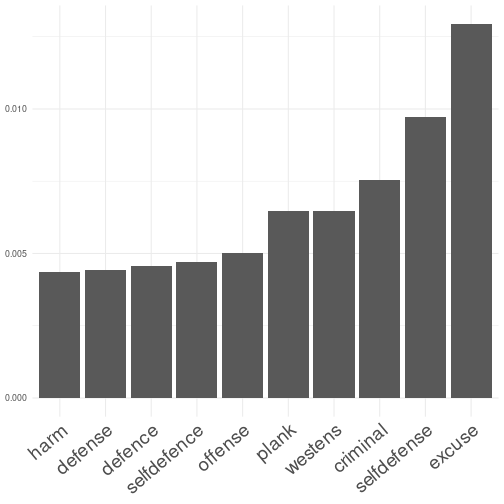 0.010
0.005
0.000
harm
defense
defence
selfdefence
offense
plank
westens
criminal
selfdefense
excuse